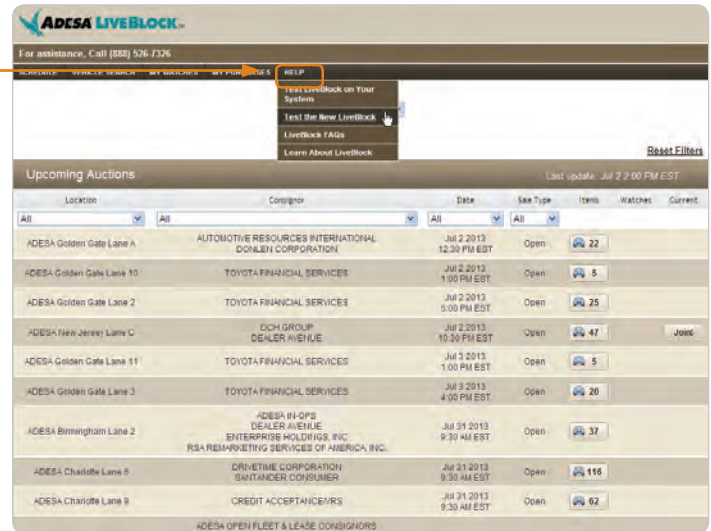 ADESA LIVEBLOCK™
For assistance, Call (888) 526-7326
SCHEDULE VEHICLE SEARCH MY WATCHES MY PURCHASES HELP
Test LiveBlock on Your
System
Test the New LiveBlock
LiveBlock FAQs
Learn About LiveBlock
Reset Filters
Upcoming Auctions Last update: Jul 2 2:00 PM EST
Location Consignor Date Sale Type Items Watches Current
All All All All
ADESA Golden Gate Lane A AUTOMOTIVE RESOURCES INTERNATIONAL Jul 2 2013 Open 22
DONLEN CORPORATION 12:30 PM EST
ADESA Golden Gate Lane 10 TOYOTA FINANCIAL SERVICES Jul 2 2013 Open 5
1:00 PM EST
ADESA Golden Gate Lane 2 TOYOTA FINANCIAL SERVICES Jul 2 2013 Open 25
5:00 PM EST
ADESA New Jersey Lane C DCH GROUP Jul 2 2013 Open 47 Join!
DEALER AVENUE 10:30 PM EST
ADESA Golden Gate Lane 11 TOYOTA FINANCIAL SERVICES Jul 3 2013 Open 5
1:00 PM EST
ADESA Golden Gate Lane 3 TOYOTA FINANCIAL SERVICES Jul 3 2013 Open 20
4:00 PM EST
ADESA Birmingham Lane 2 ADESA IN-OPS Jul 31 2013 Open 37
DEALER AVENUE 9:30 AM EST
ENTERPRISE HOLDINGS, INC
RSA REMARKETING SERVICES OF AMERICA, INC.
ADESA Charlotte Lane 8 DRIVETIME CORPORATION Jul 31 2013 Open 116
SANTANDER CONSUMER 9:30 AM EST
ADESA Charlotte Lane 9 CREDIT ACCEPTANCE/VRS Jul 31 2013 Open 62
9:30 AM EST
ADESA OPEN FLEET & LEASE CONSIGNORS